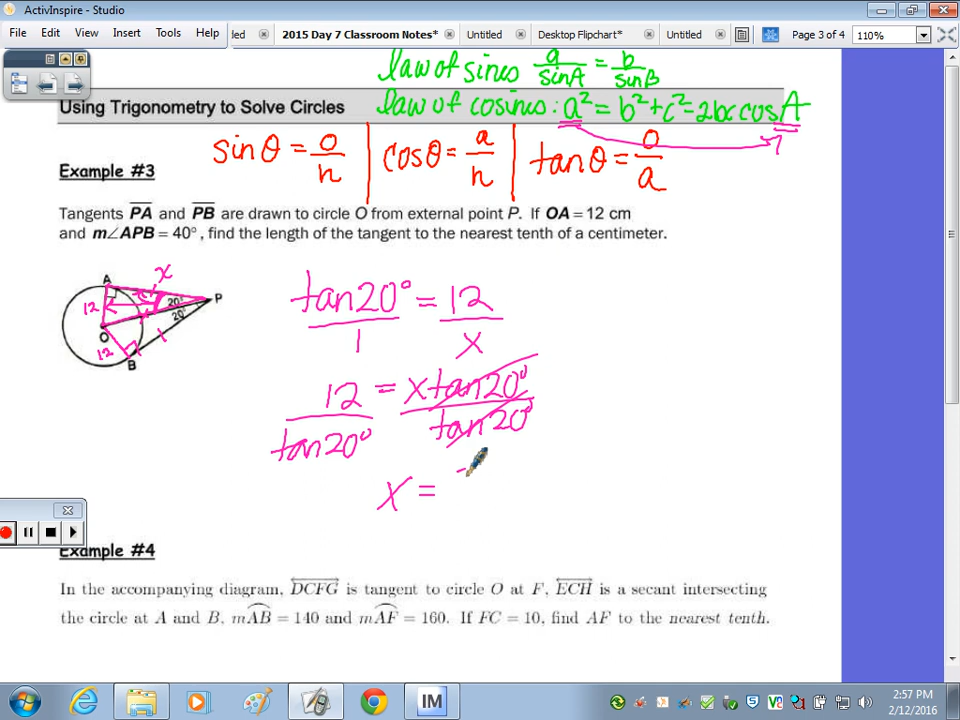 ActivInspire - Studio
File Edit View Insert Tools Help
led 2015 Day 7 Classroom Notes* Untitled Desktop Flipchart* Untitled Page 3 of 4 110%
law of sines a/sinA = b/sinB
Using Trigonometry to Solve Circles law of cosines: a² = b² + c² - 2bc cosA
sinθ = o/h | cosθ = a/h | tanθ = o/a
Example #3
Tangents PA and PB are drawn to circle O from external point P. If OA = 12 cm
and m∠APB = 40°, find the length of the tangent to the nearest tenth of a centimeter.
A x
12 20° P
20°
O
12
B
tan20°/1 = 12/x
12/tan20° = xtan20°/tan20°
x =
Example #4
In the accompanying diagram, DCFG is tangent to circle O at F, ECH is a secant intersecting
the circle at A and B, mAB = 140 and mAF = 160. If FC = 10, find AF to the nearest tenth.
IM
2:57 PM
2/12/2016